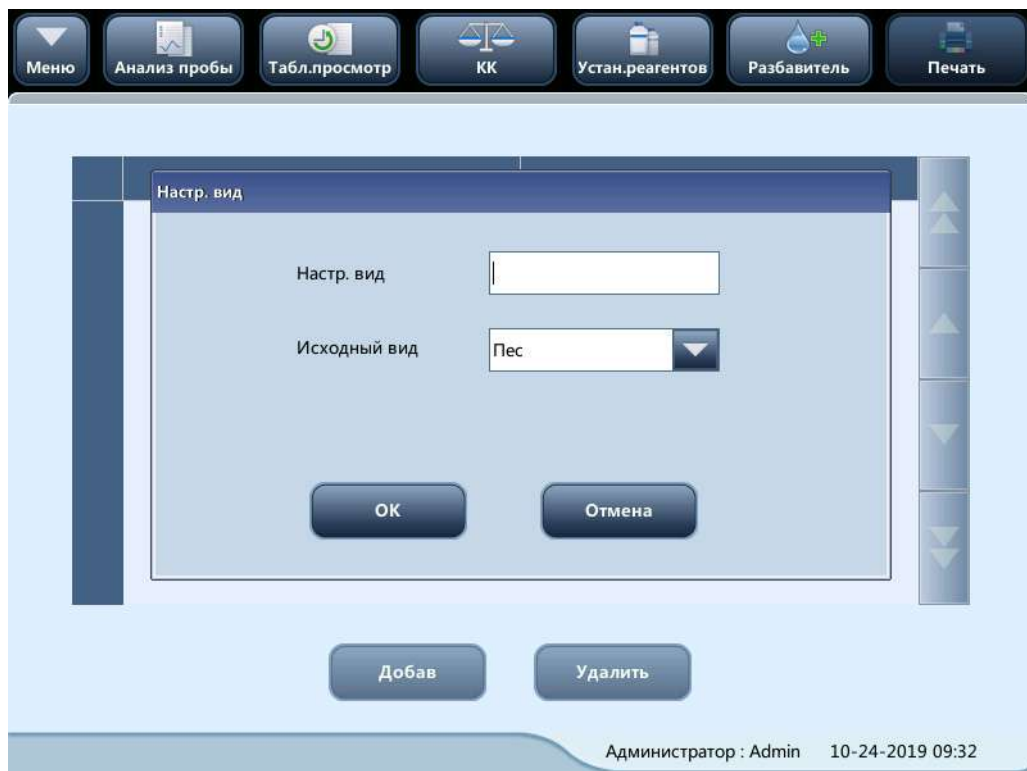 Меню Анализ пробы Табл.просмотр КК Устан.реагентов Разбавитель Печать
Настр. вид
Настр. вид
Исходный вид Пес
ОК Отмена
Добав Удалить
Администратор : Admin 10-24-2019 09:32